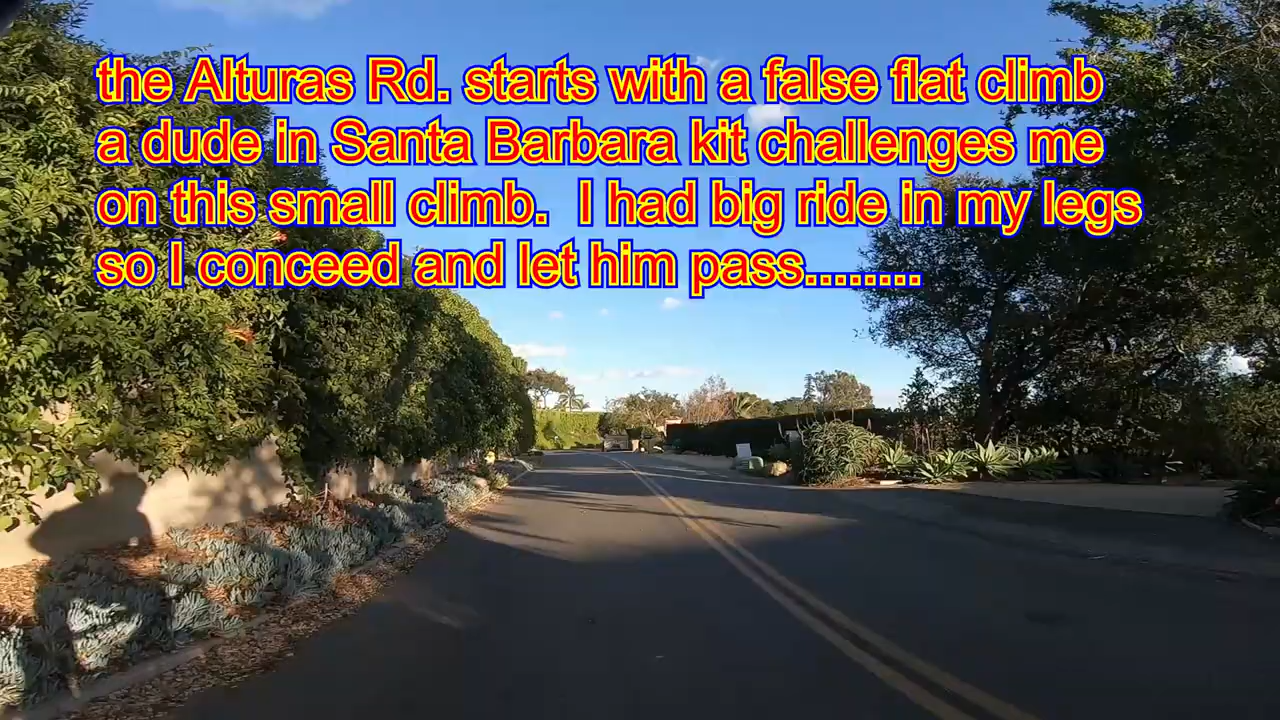 the Alturas Rd. starts with a false flat climb
a dude in Santa Barbara kit challenges me
on this small climb.  I had big ride in my legs
so I conceed and let him pass........